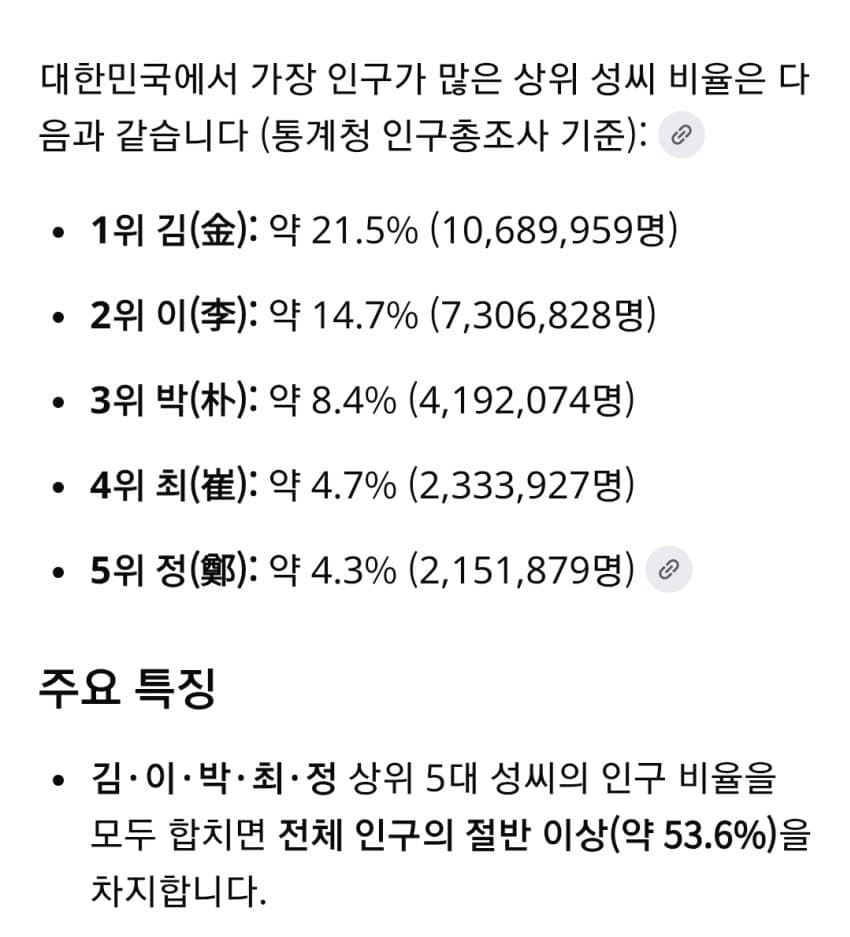 대한민국에서 가장 인구가 많은 상위 성씨 비율은 다
음과 같습니다 (통계청 인구총조사 기준):
• 1위 김(金): 약 21.5% (10,689,959명)
• 2위 이(李): 약 14.7% (7,306,828명)
• 3위 박(朴): 약 8.4% (4,192,074명)
• 4위 최(崔): 약 4.7% (2,333,927명)
• 5위 정(鄭): 약 4.3% (2,151,879명)
주요 특징
• 김·이·박·최·정 상위 5대 성씨의 인구 비율을
모두 합치면 전체 인구의 절반 이상(약 53.6%)을
차지합니다.